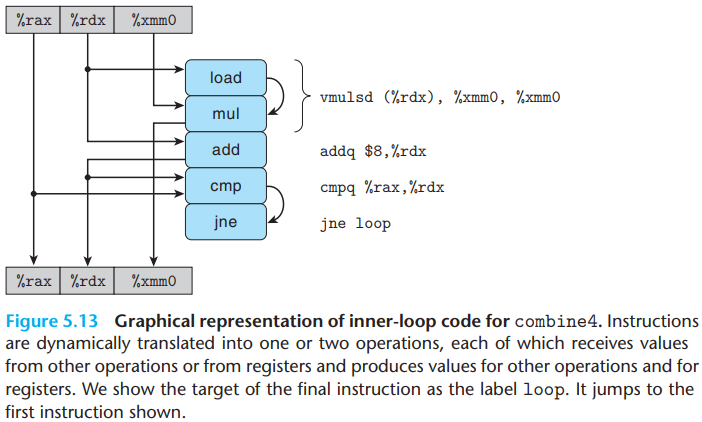 %rax %rdx %xmm0
load
mul
vmulsd (%rdx), %xmm0, %xmm0
add
addq $8,%rdx
cmp
cmpq %rax,%rdx
jne
jne loop
%rax %rdx %xmm0
Figure 5.13 Graphical representation of inner-loop code for combine4. Instructions
are dynamically translated into one or two operations, each of which receives values
from other operations or from registers and produces values for other operations and for
registers. We show the target of the final instruction as the label loop. It jumps to the
first instruction shown.